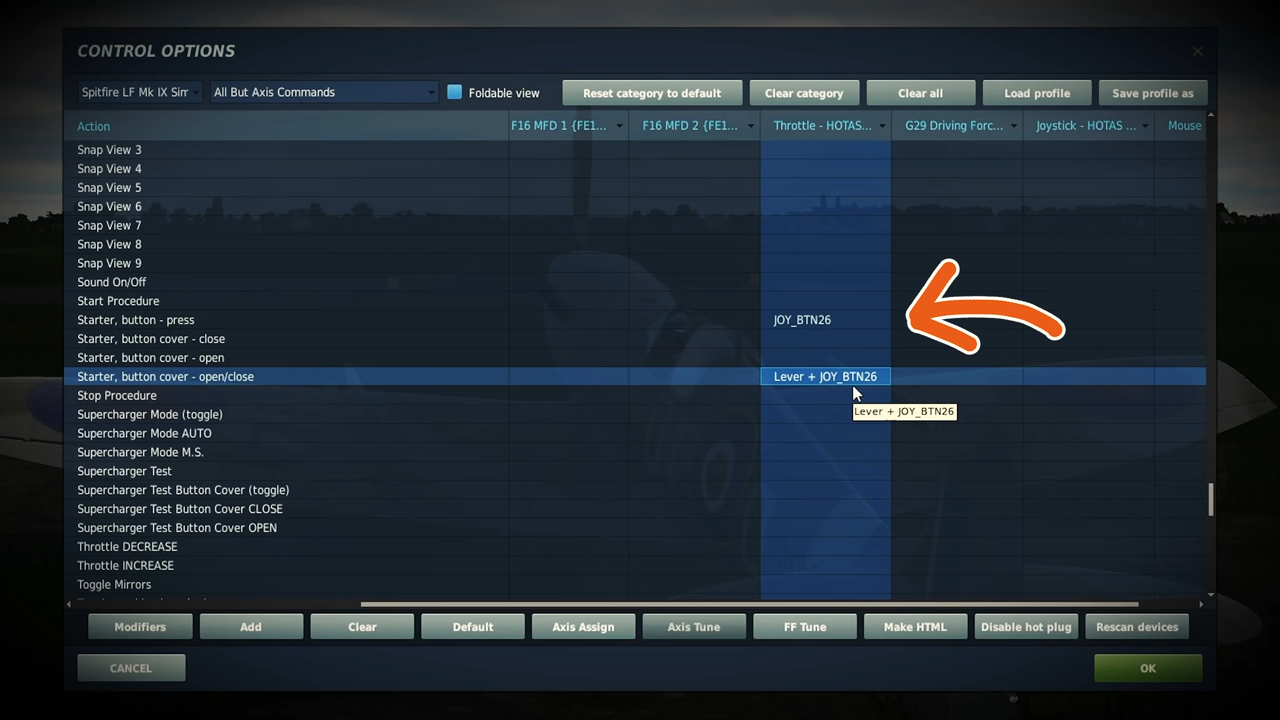 CONTROL OPTIONS
Spitfire LF Mk IX Sim All But Axis Commands Foldable view Reset category to default Clear category Clear all Load profile Save profile as
Action F16 MFD 1 {FE1... F16 MFD 2 {FE1... Throttle - HOTAS... G29 Driving Forc... Joystick - HOTAS ... Mouse
Snap View 3
Snap View 4
Snap View 5
Snap View 6
Snap View 7
Snap View 8
Snap View 9
Sound On/Off
Start Procedure
Starter, button - press JOY_BTN26
Starter, button cover - close
Starter, button cover - open
Starter, button cover - open/close Lever + JOY_BTN26
Stop Procedure
Lever + JOY_BTN26
Supercharger Mode (toggle)
Supercharger Mode AUTO
Supercharger Mode M.S.
Supercharger Test
Supercharger Test Button Cover (toggle)
Supercharger Test Button Cover CLOSE
Supercharger Test Button Cover OPEN
Throttle DECREASE
Throttle INCREASE
Toggle Mirrors
Modifiers Add Clear Default Axis Assign Axis Tune FF Tune Make HTML Disable hot plug Rescan devices
CANCEL OK